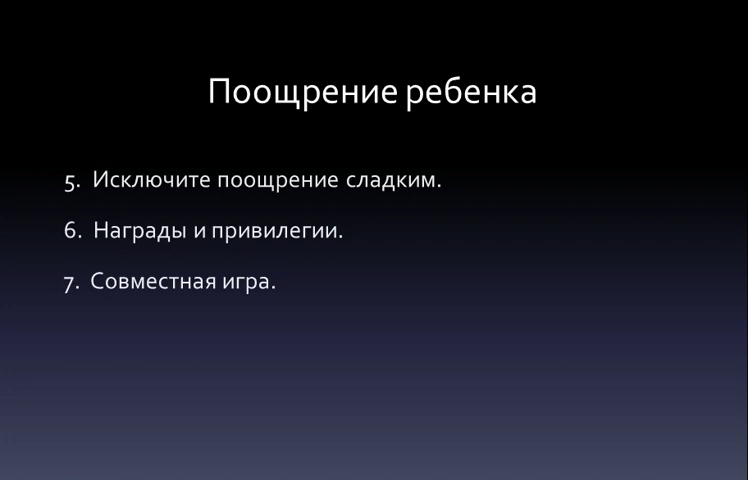 Поощрение ребенка
5. Исключите поощрение сладким.
6. Награды и привилегии.
7. Совместная игра.